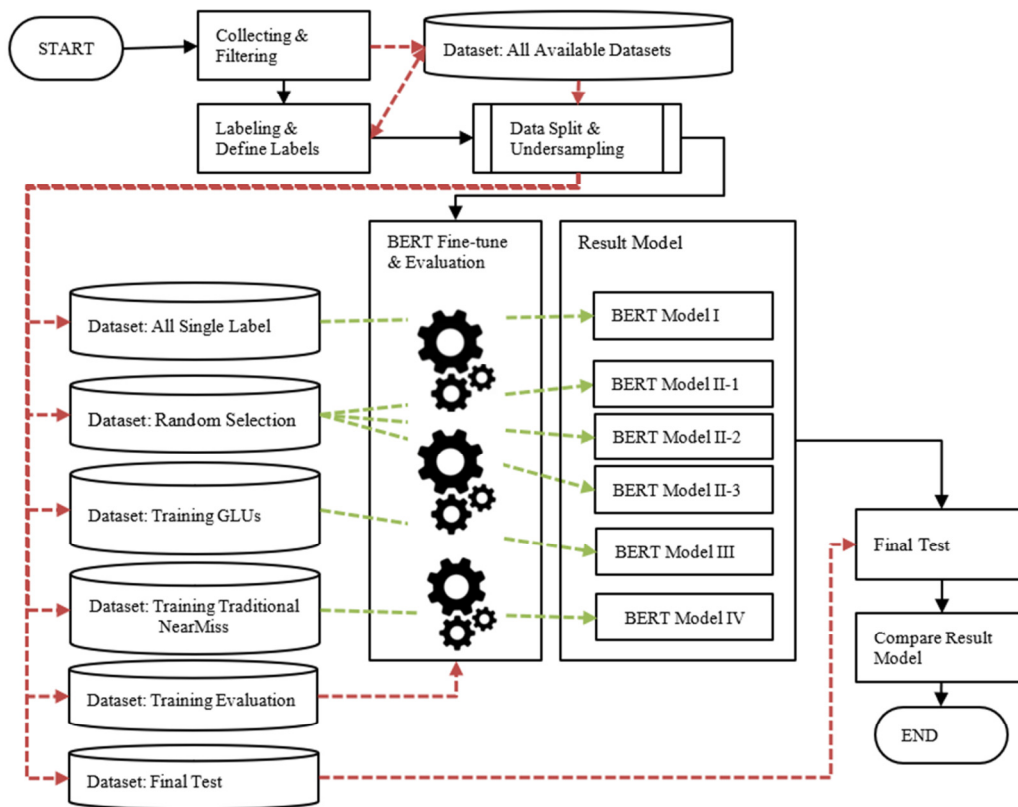 START
Collecting &
Filtering
Dataset: All Available Datasets
Labeling &
Define Labels
Data Split &
Undersampling
BERT Fine-tune
& Evaluation
Result Model
Dataset: All Single Label
BERT Model I
Dataset: Random Selection
BERT Model II-1
BERT Model II-2
BERT Model II-3
Dataset: Training GLUs
BERT Model III
Final Test
Dataset: Training Traditional
NearMiss
BERT Model IV
Compare Result
Model
Dataset: Training Evaluation
END
Dataset: Final Test